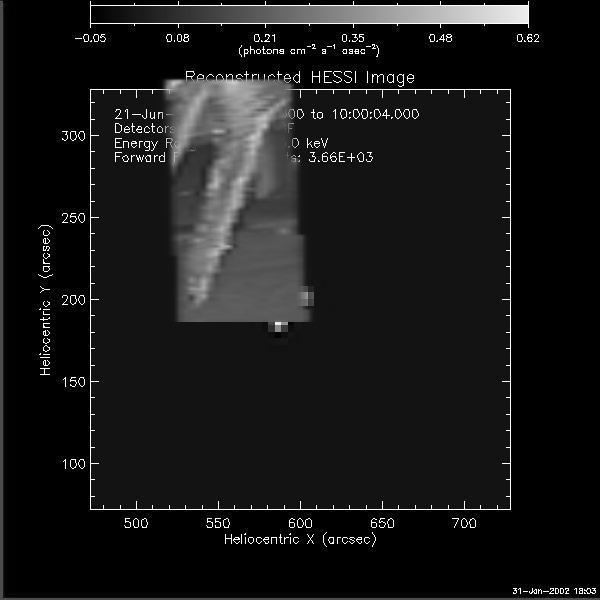 -0.05 0.08 0.21 0.35 0.48 0.62
(photons cm⁻² s⁻¹ asec⁻²)
Reconstructed HESSI Image
21-Jun- 00 to 10:00:04.000
Detectors
Energy .0 keV
Forward 3.66E+03
300
250
200
150
100
Heliocentric Y (arcsec)
500 550 600 650 700
Heliocentric X (arcsec)
31-Jan-2002 18:03